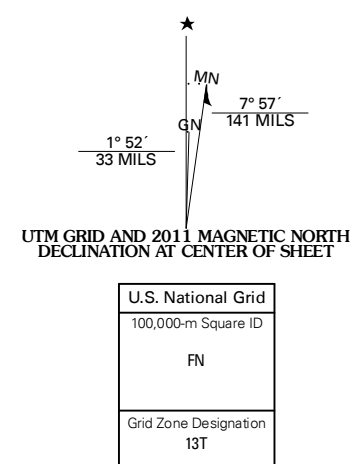 MN
GN
7° 57´
141 MILS
1° 52´
33 MILS
UTM GRID AND 2011 MAGNETIC NORTH
DECLINATION AT CENTER OF SHEET
U.S. National Grid
100,000-m Square ID
FN
Grid Zone Designation
13T